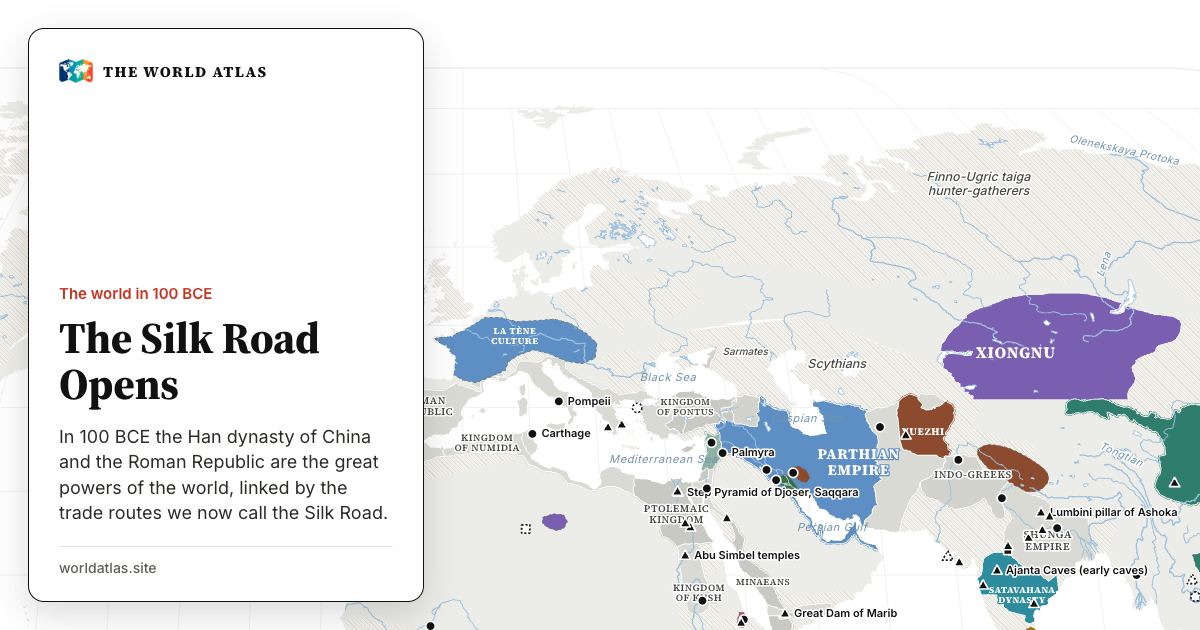 THE WORLD ATLAS
The world in 100 BCE
The Silk Road
Opens
In 100 BCE the Han dynasty of China
and the Roman Republic are the great
powers of the world, linked by the
trade routes we now call the Silk Road.
worldatlas.site
Olenekskaya Protoka
Finno-Ugric taiga
hunter-gatherers
Lena
LA TÈNE
CULTURE
XIONGNU
Sarmates
Scythians
Black Sea
Pompeii
KINGDOM
OF PONTUS
Carthage
KINGDOM
OF NUMIDIA
YUEZHI
Mediterranean
Palmyra
PARTHIAN
EMPIRE
Tongtian
INDO-GREEKS
Step Pyramid of Djoser, Saqqara
PTOLEMAIC
KINGDOM
Persian Gulf
Lumbini pillar of Ashoka
SHUNGA
EMPIRE
Abu Simbel temples
Ajanta Caves (early caves)
MINAEANS
KINGDOM
OF KUSH
SATAVAHANA
DYNASTY
Great Dam of Marib